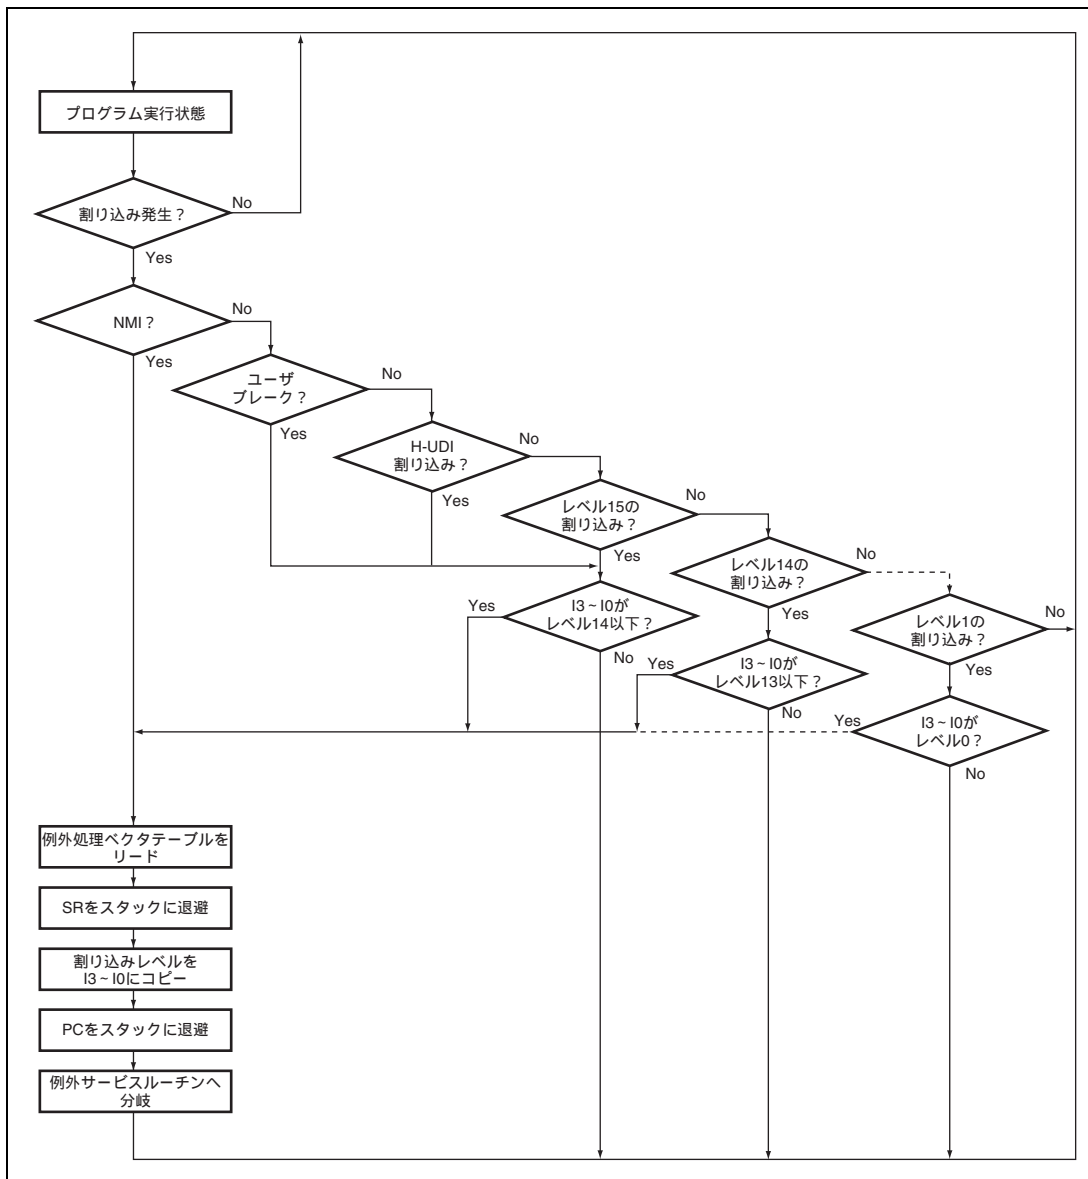 プログラム実行状態
割り込み発生？
No
Yes
NMI？
No
Yes
ユーザ
ブレーク？
No
Yes
H-UDI
割り込み？
No
Yes
レベル15の
割り込み？
No
Yes
レベル14の
割り込み？
No
Yes
レベル1の
割り込み？
No
Yes
I3～I0が
レベル14以下？
Yes
No
I3～I0が
レベル13以下？
Yes
No
I3～I0が
レベル0？
Yes
No
例外処理ベクタテーブルを
リード
SRをスタックに退避
割り込みレベルを
I3～I0にコピー
PCをスタックに退避
例外サービスルーチンへ
分岐